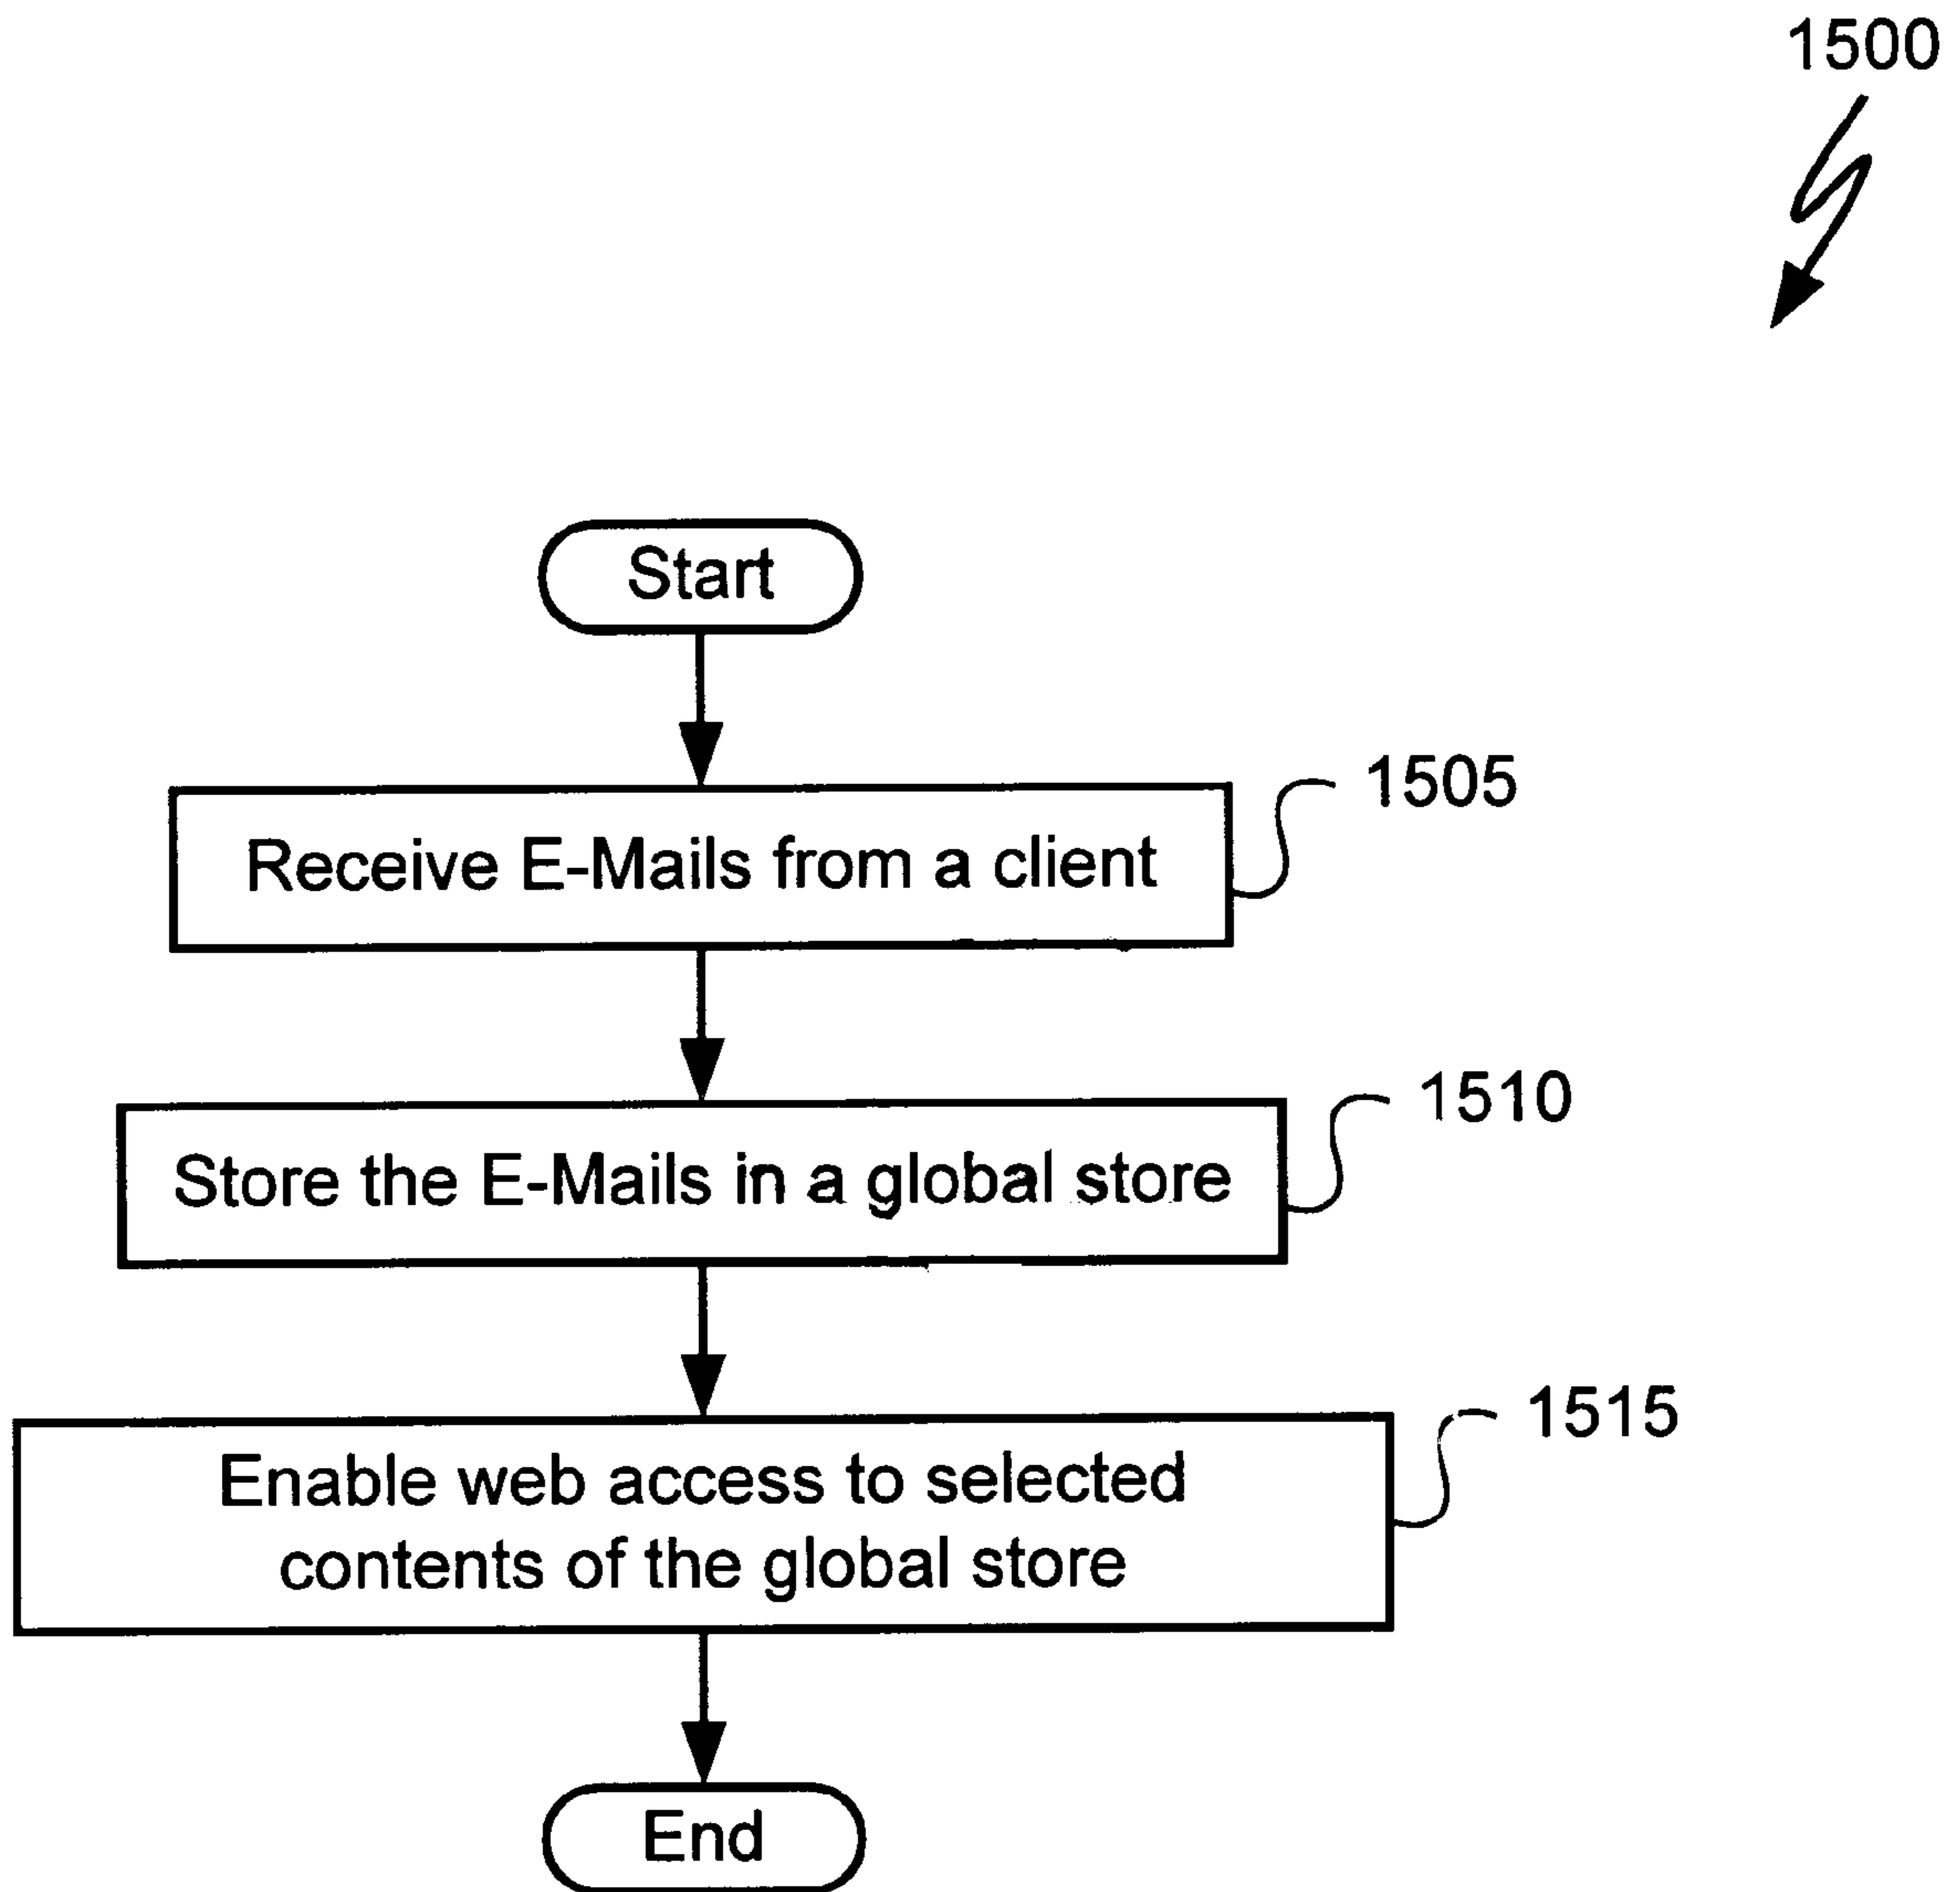 1500
Start
1505
Receive E-Mails from a client
1510
Store the E-Mails in a global store
1515
Enable web access to selected
contents of the global store
End